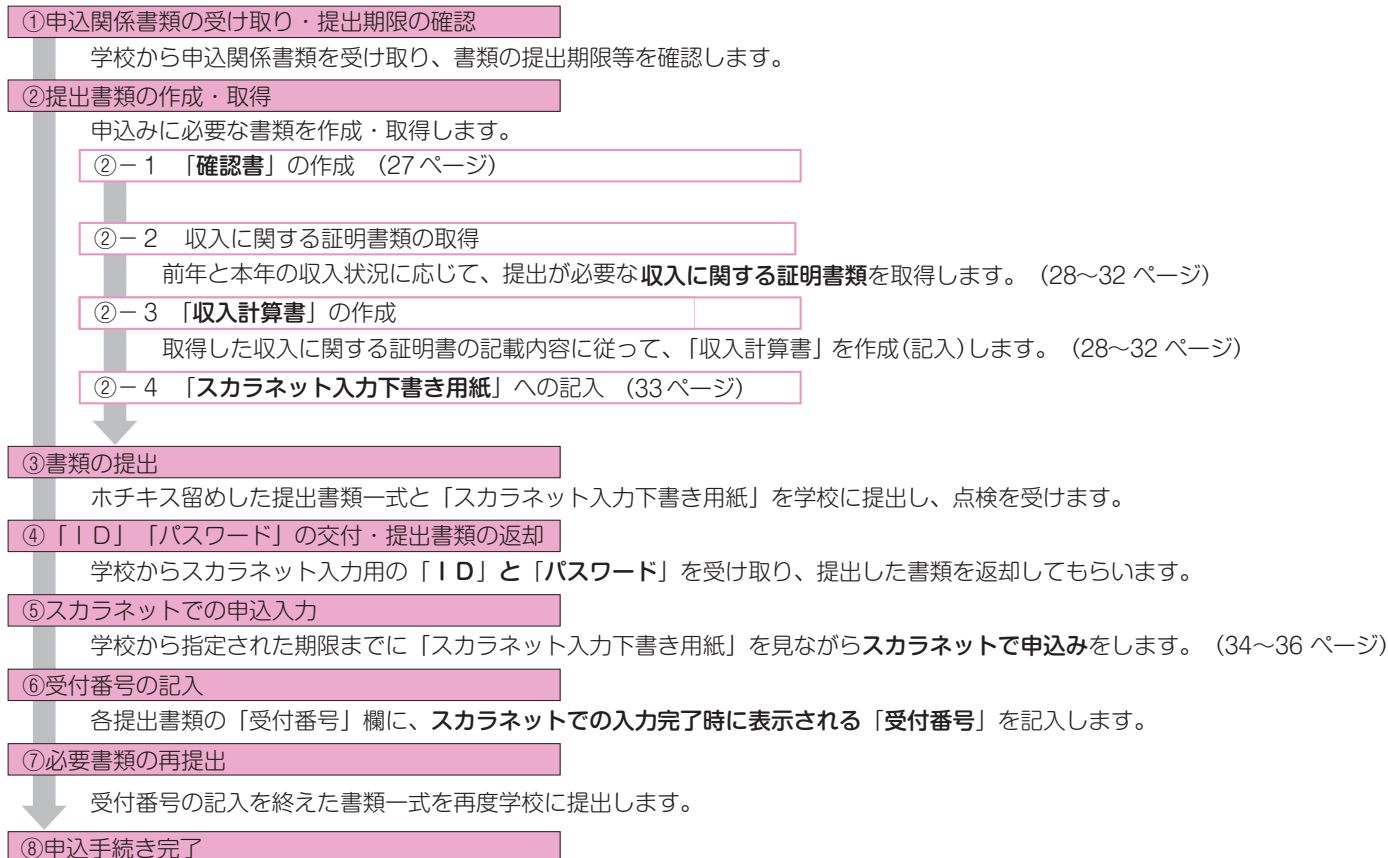 ①申込関係書類の受け取り・提出期限の確認
学校から申込関係書類を受け取り、書類の提出期限等を確認します。
②提出書類の作成・取得
申込みに必要な書類を作成・取得します。
②－１ 「確認書」の作成 （27ページ）
②－２ 収入に関する証明書類の取得
前年と本年の収入状況に応じて、提出が必要な収入に関する証明書類を取得します。（28～32 ページ）
②－３ 「収入計算書」の作成
取得した収入に関する証明書の記載内容に従って、「収入計算書」を作成（記入）します。（28～32 ページ）
②－４ 「スカラネット入力下書き用紙」への記入 （33ページ）
③書類の提出
ホチキス留めした提出書類一式と「スカラネット入力下書き用紙」を学校に提出し、点検を受けます。
④「ＩＤ」「パスワード」の交付・提出書類の返却
学校からスカラネット入力用の「ＩＤ」と「パスワード」を受け取り、提出した書類を返却してもらいます。
⑤スカラネットでの申込入力
学校から指定された期限までに「スカラネット入力下書き用紙」を見ながらスカラネットで申込みをします。（34～36 ページ）
⑥受付番号の記入
各提出書類の「受付番号」欄に、スカラネットでの入力完了時に表示される「受付番号」を記入します。
⑦必要書類の再提出
受付番号の記入を終えた書類一式を再度学校に提出します。
⑧申込手続き完了